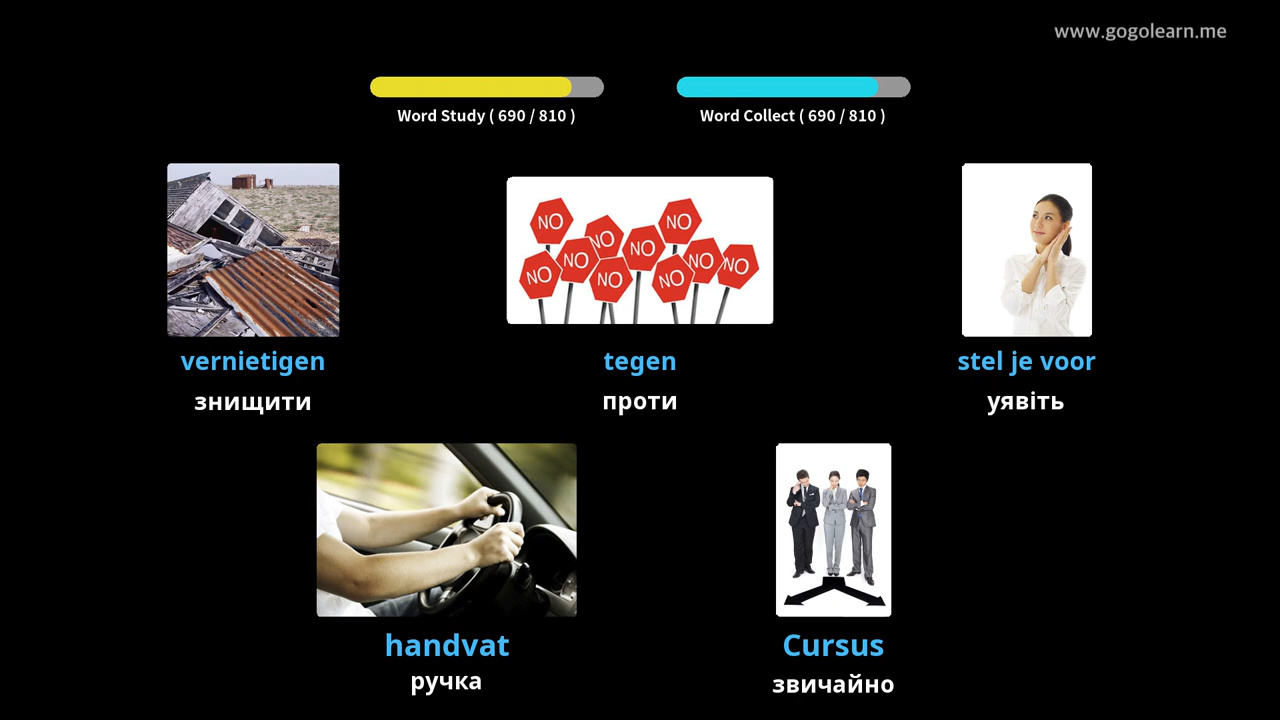 www.gogolearn.me
Word Study ( 690 / 810 )
Word Collect ( 690 / 810 )
NO
NO
NO
NO
NO
NO
NO
NO
NO
NO
vernietigen
tegen
stel je voor
знищити
проти
уявіть
handvat
Cursus
ручка
звичайно